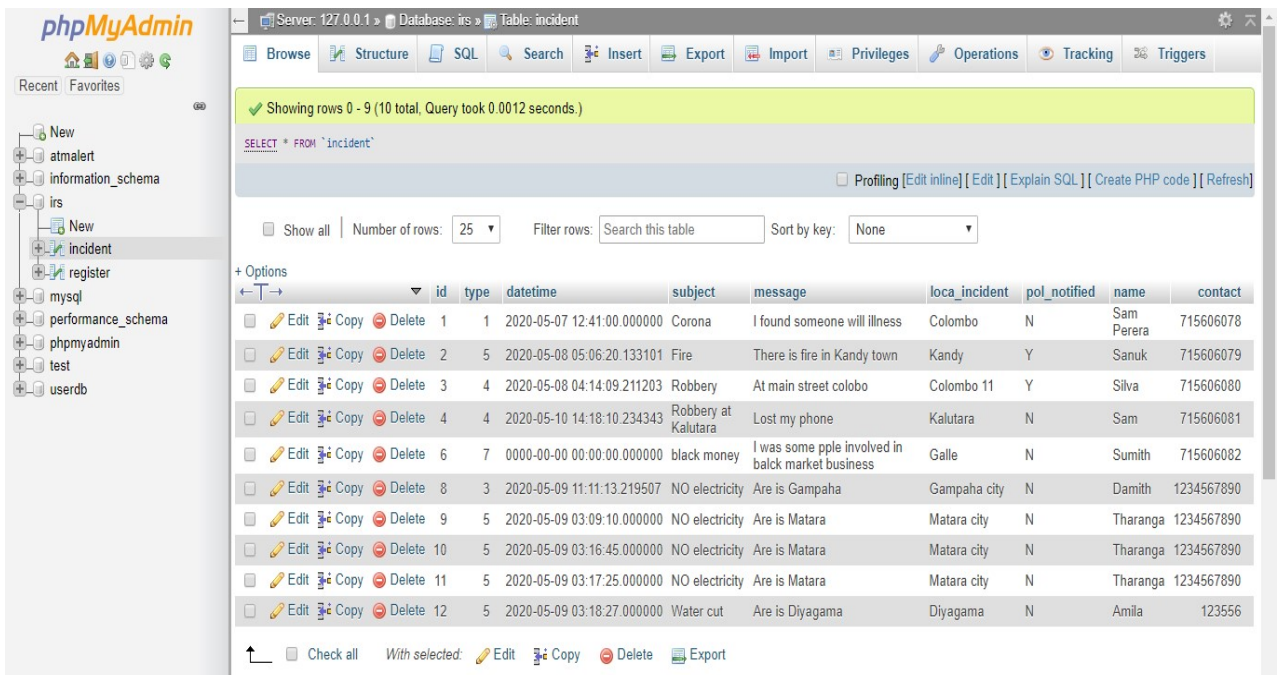 phpMyAdmin
Recent Favorites
New
atmalert
information_schema
irs
New
incident
register
mysql
performance_schema
phpmyadmin
test
userdb
Server: 127.0.0.1 » Database: irs » Table: incident
Browse Structure SQL Search Insert Export Import Privileges Operations Tracking Triggers
Showing rows 0 - 9 (10 total, Query took 0.0012 seconds.)
SELECT * FROM `incident`
Profiling [Edit inline] [ Edit ] [ Explain SQL ] [ Create PHP code ] [ Refresh]
Show all | Number of rows: 25 Filter rows: Search this table Sort by key: None
+ Options
←T→ id type datetime subject message loca_incident pol_notified name contact
Edit Copy Delete 1 1 2020-05-07 12:41:00.000000 Corona I found someone will illness Colombo N Sam Perera 715606078
Edit Copy Delete 2 5 2020-05-08 05:06:20.133101 Fire There is fire in Kandy town Kandy Y Sanuk 715606079
Edit Copy Delete 3 4 2020-05-08 04:14:09.211203 Robbery At main street colobo Colombo 11 Y Silva 715606080
Edit Copy Delete 4 4 2020-05-10 14:18:10.234343 Robbery at Kalutara Lost my phone Kalutara N Sam 715606081
Edit Copy Delete 6 7 0000-00-00 00:00:00.000000 black money I was some pple involved in balck market business Galle N Sumith 715606082
Edit Copy Delete 8 3 2020-05-09 11:11:13.219507 NO electricity Are is Gampaha Gampaha city N Damith 1234567890
Edit Copy Delete 9 5 2020-05-09 03:09:10.000000 NO electricity Are is Matara Matara city N Tharanga 1234567890
Edit Copy Delete 10 5 2020-05-09 03:16:45.000000 NO electricity Are is Matara Matara city N Tharanga 1234567890
Edit Copy Delete 11 5 2020-05-09 03:17:25.000000 NO electricity Are is Matara Matara city N Tharanga 1234567890
Edit Copy Delete 12 5 2020-05-09 03:18:27.000000 Water cut Are is Diyagama Diyagama N Amila 123556
Check all With selected: Edit Copy Delete Export